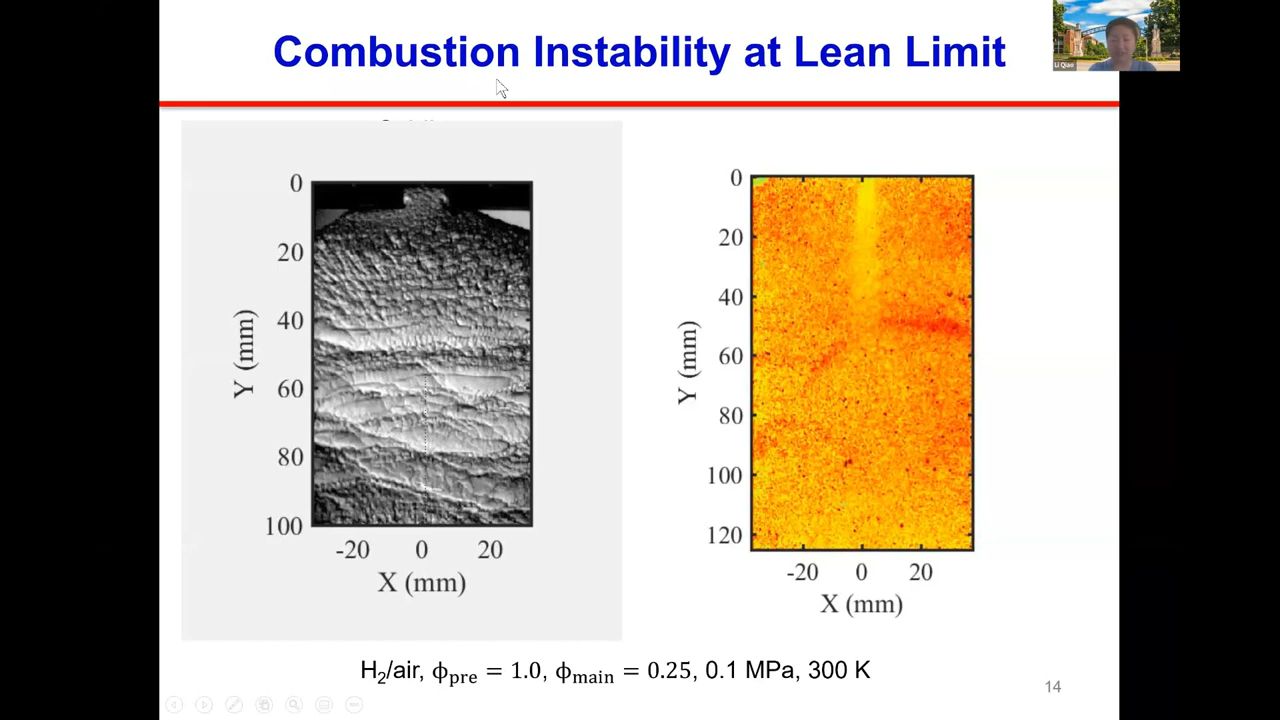 Combustion Instability at Lean Limit
Li Qiao
0
20
40
60
80
100
Y (mm)
-20 0 20
X (mm)
0
20
40
60
80
100
120
Y (mm)
-20 0 20
X (mm)
H₂/air, ϕpre = 1.0, ϕmain = 0.25, 0.1 MPa, 300 K
14